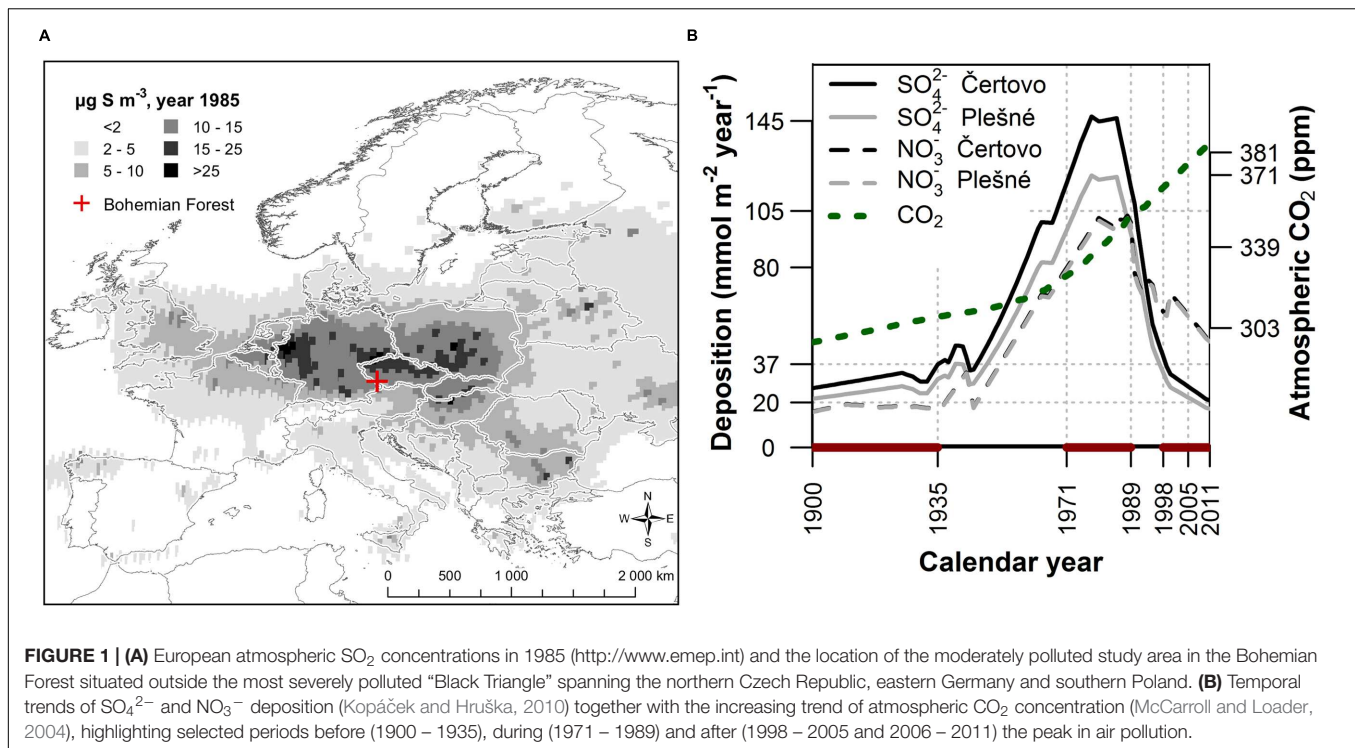 A
B
µg S m⁻³, year 1985
<2
10 - 15
2 - 5
15 - 25
5 - 10
>25
Bohemian Forest
N
W
E
S
0
500
1 000
2 000 km
SO₄²⁻ Čertovo
SO₄²⁻ Plešné
NO₃⁻ Čertovo
NO₃⁻ Plešné
CO₂
Deposition (mmol m⁻² year⁻¹)
145
105
80
37
20
0
Atmospheric CO₂ (ppm)
381
371
339
303
1900
1935
1971
1989
1998
2005
2011
Calendar year
FIGURE 1 | (A) European atmospheric SO₂ concentrations in 1985 (http://www.emep.int) and the location of the moderately polluted study area in the Bohemian
Forest situated outside the most severely polluted “Black Triangle” spanning the northern Czech Republic, eastern Germany and southern Poland. (B) Temporal
trends of SO₄²⁻ and NO₃⁻ deposition (Kopáček and Hruška, 2010) together with the increasing trend of atmospheric CO₂ concentration (McCarroll and Loader,
2004), highlighting selected periods before (1900 – 1935), during (1971 – 1989) and after (1998 – 2005 and 2006 – 2011) the peak in air pollution.